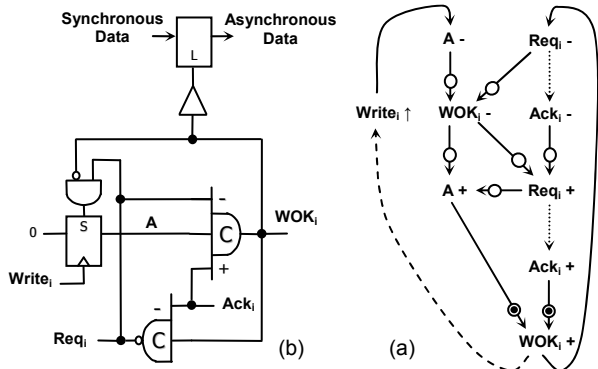 Synchronous Data
Asynchronous Data
L
S
0
A
Writeᵢ
-
C
+
WOKᵢ
-
C
Ackᵢ
Reqᵢ
(b)
A -
Reqᵢ -
Writeᵢ ↑
WOKᵢ -
Ackᵢ -
A +
Reqᵢ +
Ackᵢ +
WOKᵢ +
(a)